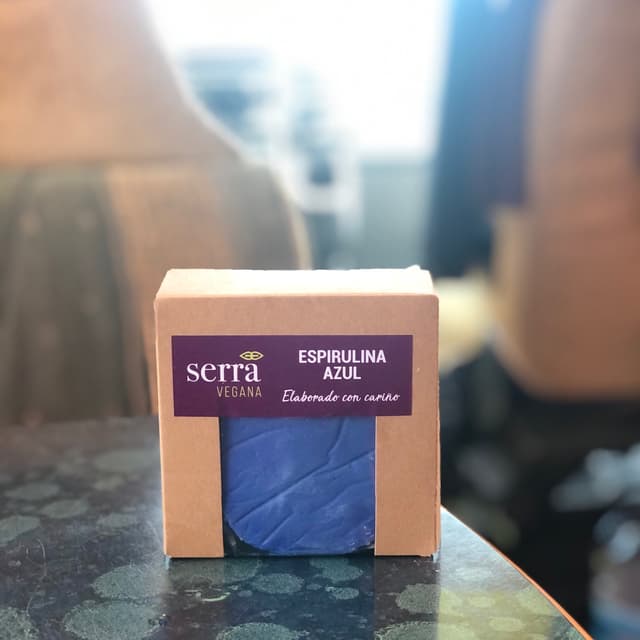 serra
VEGANA
ESPIRULINA
AZUL
Elaborado con cariño